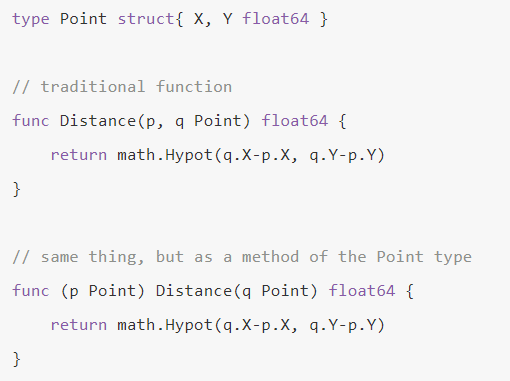 type Point struct{ X, Y float64 }
// traditional function
func Distance(p, q Point) float64 {
    return math.Hypot(q.X-p.X, q.Y-p.Y)
}
// same thing, but as a method of the Point type
func (p Point) Distance(q Point) float64 {
    return math.Hypot(q.X-p.X, q.Y-p.Y)
}